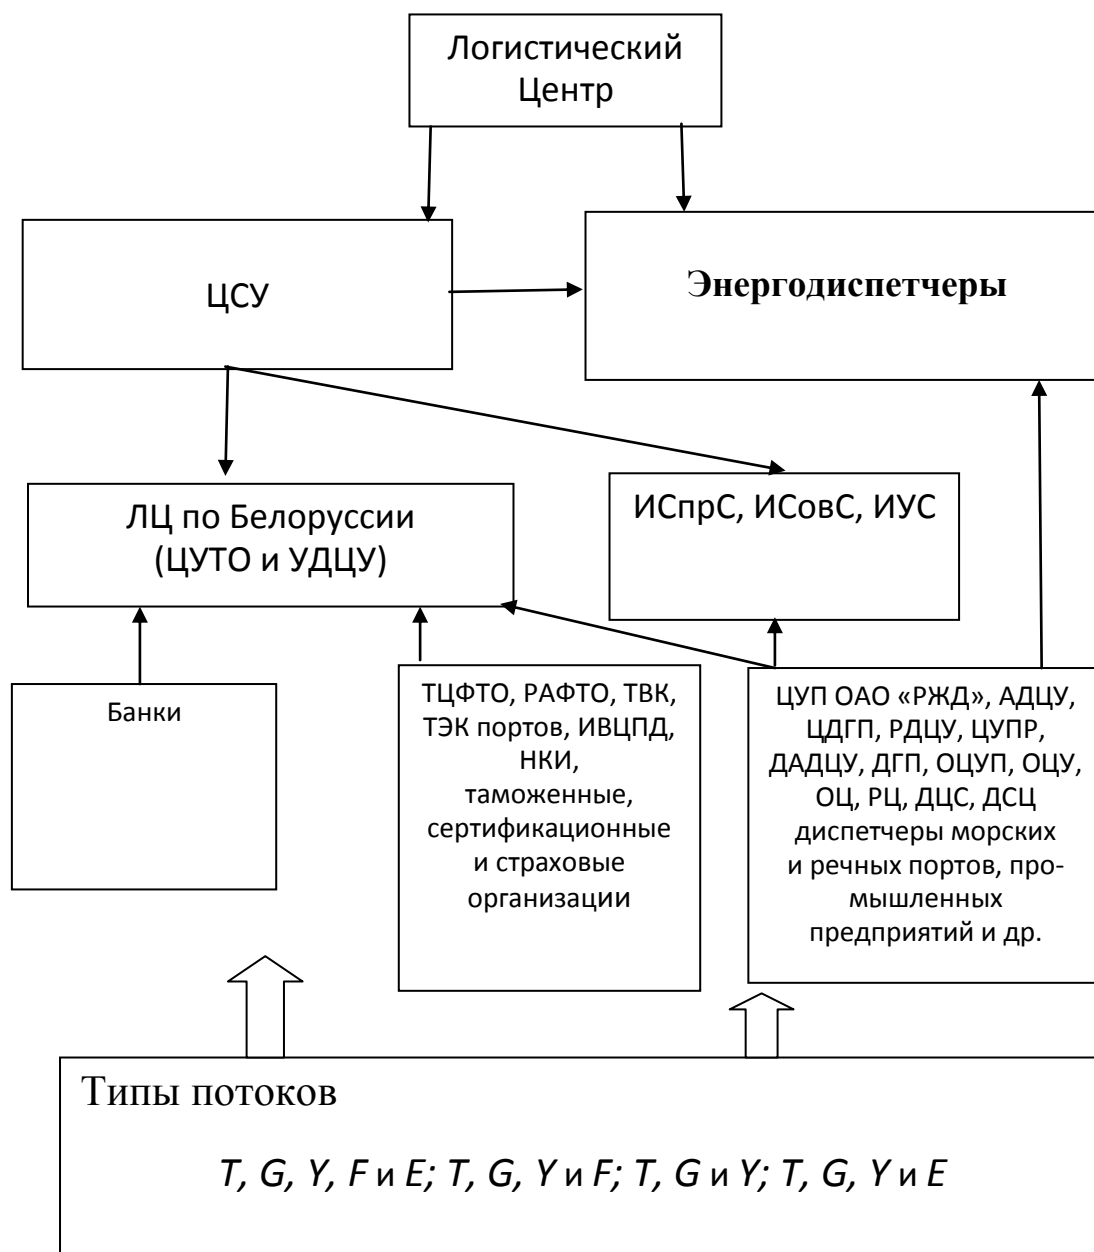 Логистический
Центр
ЦСУ
Энергодиспетчеры
ЛЦ по Белоруссии
(ЦУТО и УДЦУ)
ИСпрС, ИСовС, ИУС
Банки
ТЦФТО, РАФТО, ТВК,
ТЭК портов, ИВЦПД,
НКИ,
таможенные,
сертификационные
и страховые
организации
ЦУП ОАО «РЖД», АДЦУ,
ЦДГП, РДЦУ, ЦУПР,
ДАДЦУ, ДГП, ОЦУП, ОЦУ,
ОЦ, РЦ, ДЦС, ДСЦ
диспетчеры морских
и речных портов, про-
мышленных
предприятий и др.
Типы потоков
T, G, Y, F и E; T, G, Y и F; T, G и Y; T, G, Y и E